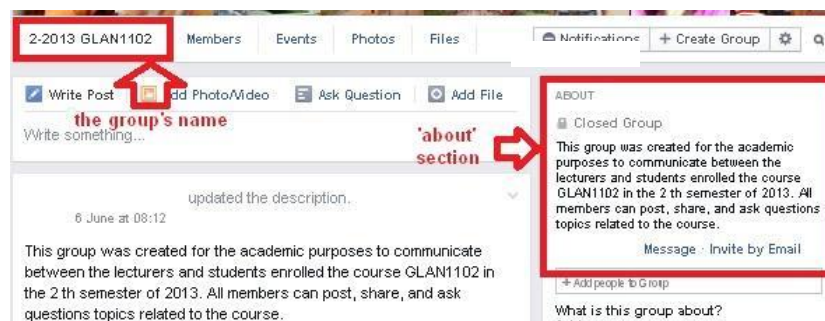 2-2013 GLAN1102 Members Events Photos Files Notifications + Create Group
Write Post Add Photo/Video Ask Question Add File
the group's name
Write something...
updated the description.
6 June at 08:12
This group was created for the academic purposes to communicate
between the lecturers and students enrolled the course GLAN1102 in
the 2 th semester of 2013. All members can post, share, and ask
questions topics related to the course.
'about'
section
ABOUT
Closed Group
This group was created for the academic
purposes to communicate between the
lecturers and students enrolled the course
GLAN1102 in the 2 th semester of 2013. All
members can post, share, and ask questions
topics related to the course.
Message · Invite by Email
+ Add people to Group
What is this group about?